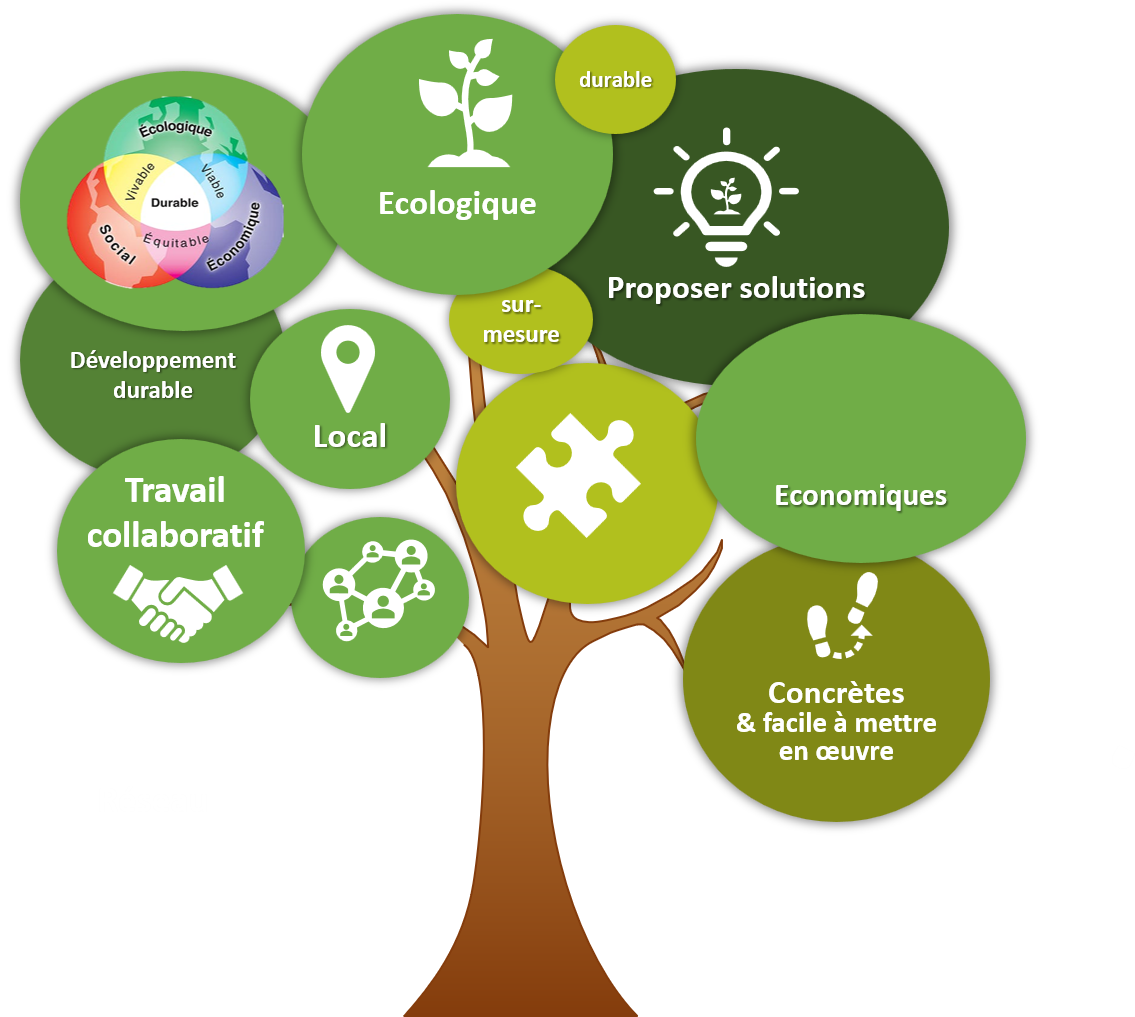 Écologique
Vivable
Viable
Durable
Social
Équitable
Économique
Ecologique
durable
Proposer solutions
sur-
mesure
Développement
durable
Local
Economiques
Travail
collaboratif
Concrètes
& facile à mettre
en œuvre